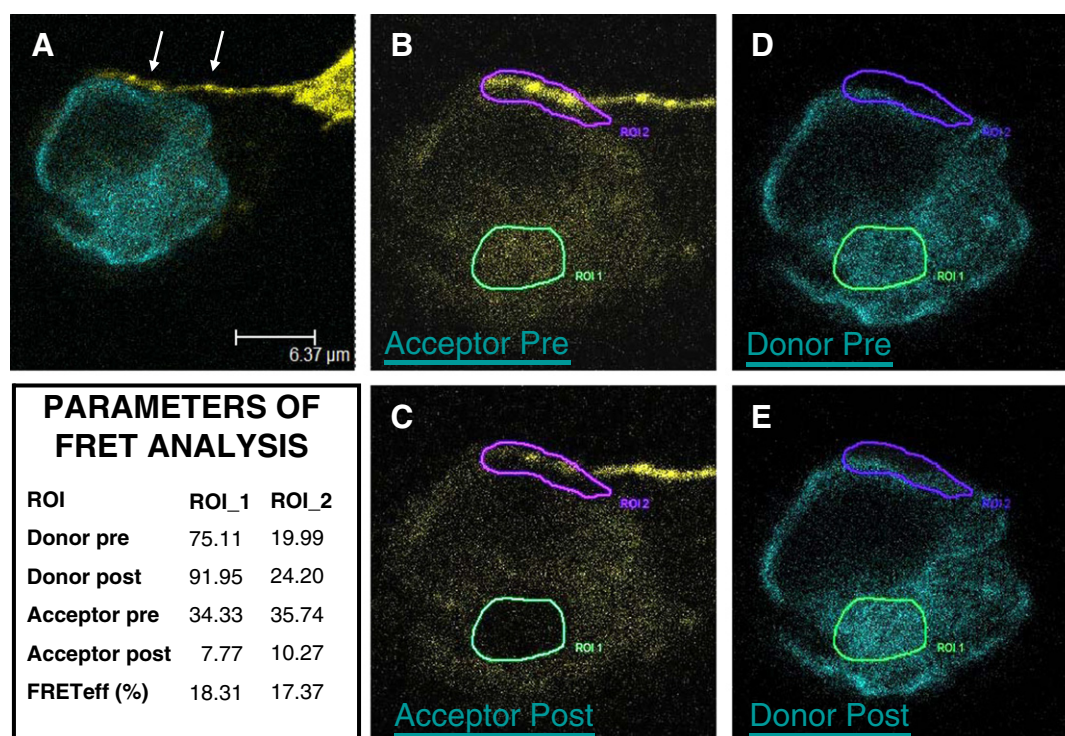 A
6.37 µm
B
ROI 2
ROI 1
Acceptor Pre
D
ROI 2
ROI 1
Donor Pre
PARAMETERS OF
FRET ANALYSIS
ROI ROI_1 ROI_2
Donor pre 75.11 19.99
Donor post 91.95 24.20
Acceptor pre 34.33 35.74
Acceptor post 7.77 10.27
FRETeff (%) 18.31 17.37
C
ROI 2
ROI 1
Acceptor Post
E
ROI 2
ROI 1
Donor Post